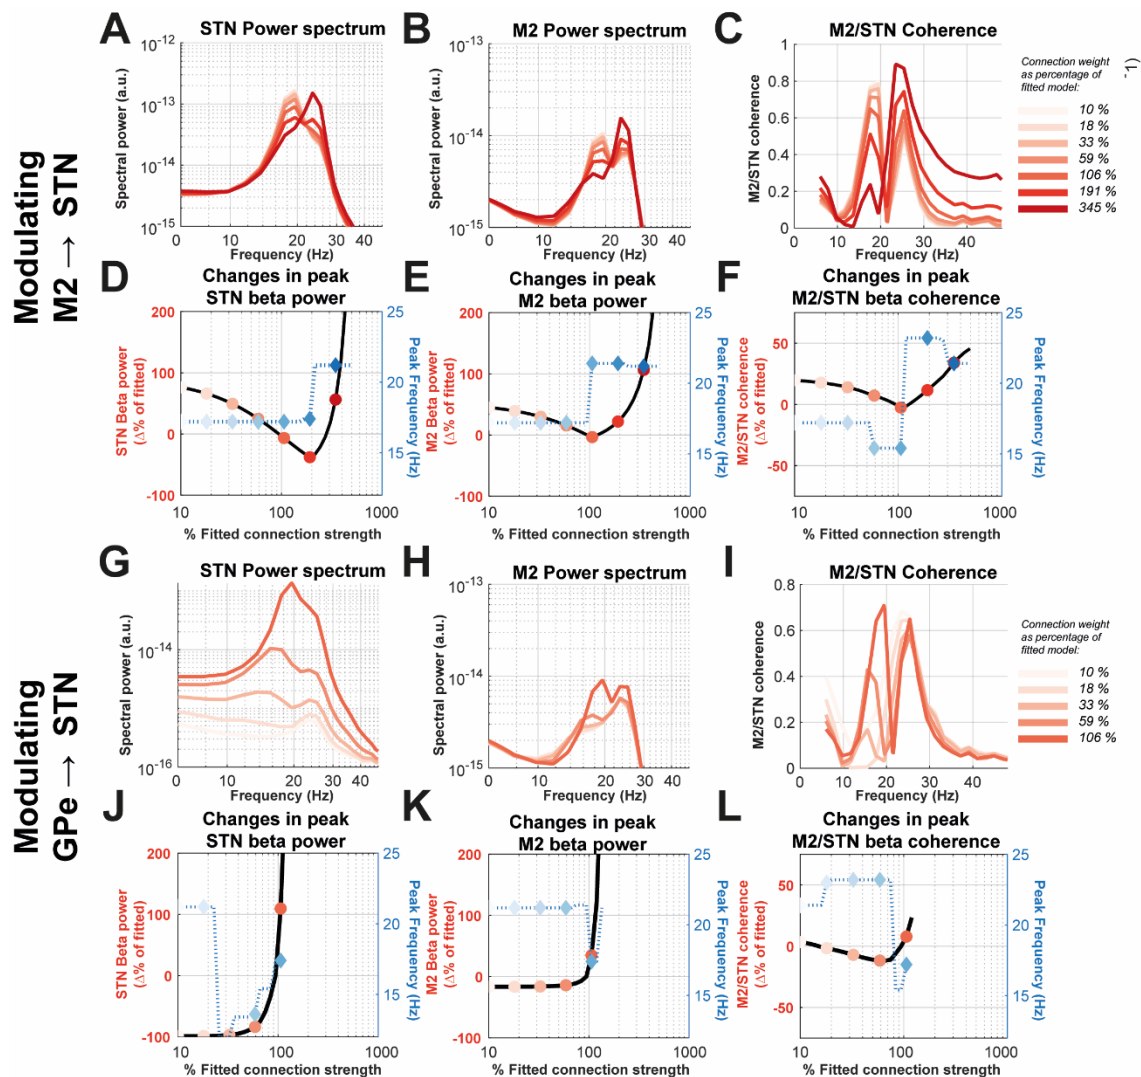 Modulating
M2 → STN
A
STN Power spectrum
10-12
10-13
10-14
10-15
Spectral power (a.u.)
0 10 20 30 40
Frequency (Hz)
B
M2 Power spectrum
10-13
10-14
10-15
Spectral power (a.u.)
0 10 20 30 40
Frequency (Hz)
C
M2/STN Coherence
1
0.8
0.6
0.4
0.2
0
M2/STN coherence
0 10 20 30 40
Frequency (Hz)
Connection weight
as percentage of
fitted model:
10 %
18 %
33 %
59 %
106 %
191 %
345 %
D
Changes in peak
STN beta power
200
100
0
-100
STN Beta power
(Δ% of fitted)
25
20
15
Peak Frequency (Hz)
10 100 1000
% Fitted connection strength
E
Changes in peak
M2 beta power
200
100
0
-100
M2 Beta power
(Δ% of fitted)
25
20
15
Peak Frequency (Hz)
10 100 1000
% Fitted connection strength
F
Changes in peak
M2/STN beta coherence
50
0
-50
M2/STN coherence
(Δ% of fitted)
25
20
15
Peak Frequency (Hz)
10 100 1000
% Fitted connection strength
Modulating
GPe → STN
G
STN Power spectrum
10-14
10-16
Spectral power (a.u.)
0 10 20 30 40
Frequency (Hz)
H
M2 Power spectrum
10-13
10-14
10-15
Spectral power (a.u.)
0 10 20 30 40
Frequency (Hz)
I
M2/STN Coherence
0.8
0.6
0.4
0.2
0
M2/STN coherence
0 10 20 30 40
Frequency (Hz)
Connection weight
as percentage of
fitted model:
10 %
18 %
33 %
59 %
106 %
J
Changes in peak
STN beta power
200
100
0
-100
STN Beta power
(Δ% of fitted)
25
20
15
Peak Frequency (Hz)
10 100 1000
% Fitted connection strength
K
Changes in peak
M2 beta power
200
100
0
-100
M2 Beta power
(Δ% of fitted)
25
20
15
Peak Frequency (Hz)
10 100 1000
% Fitted connection strength
L
Changes in peak
M2/STN beta coherence
50
0
-50
M2/STN coherence
(Δ% of fitted)
25
20
15
Peak Frequency (Hz)
10 100 1000
% Fitted connection strength